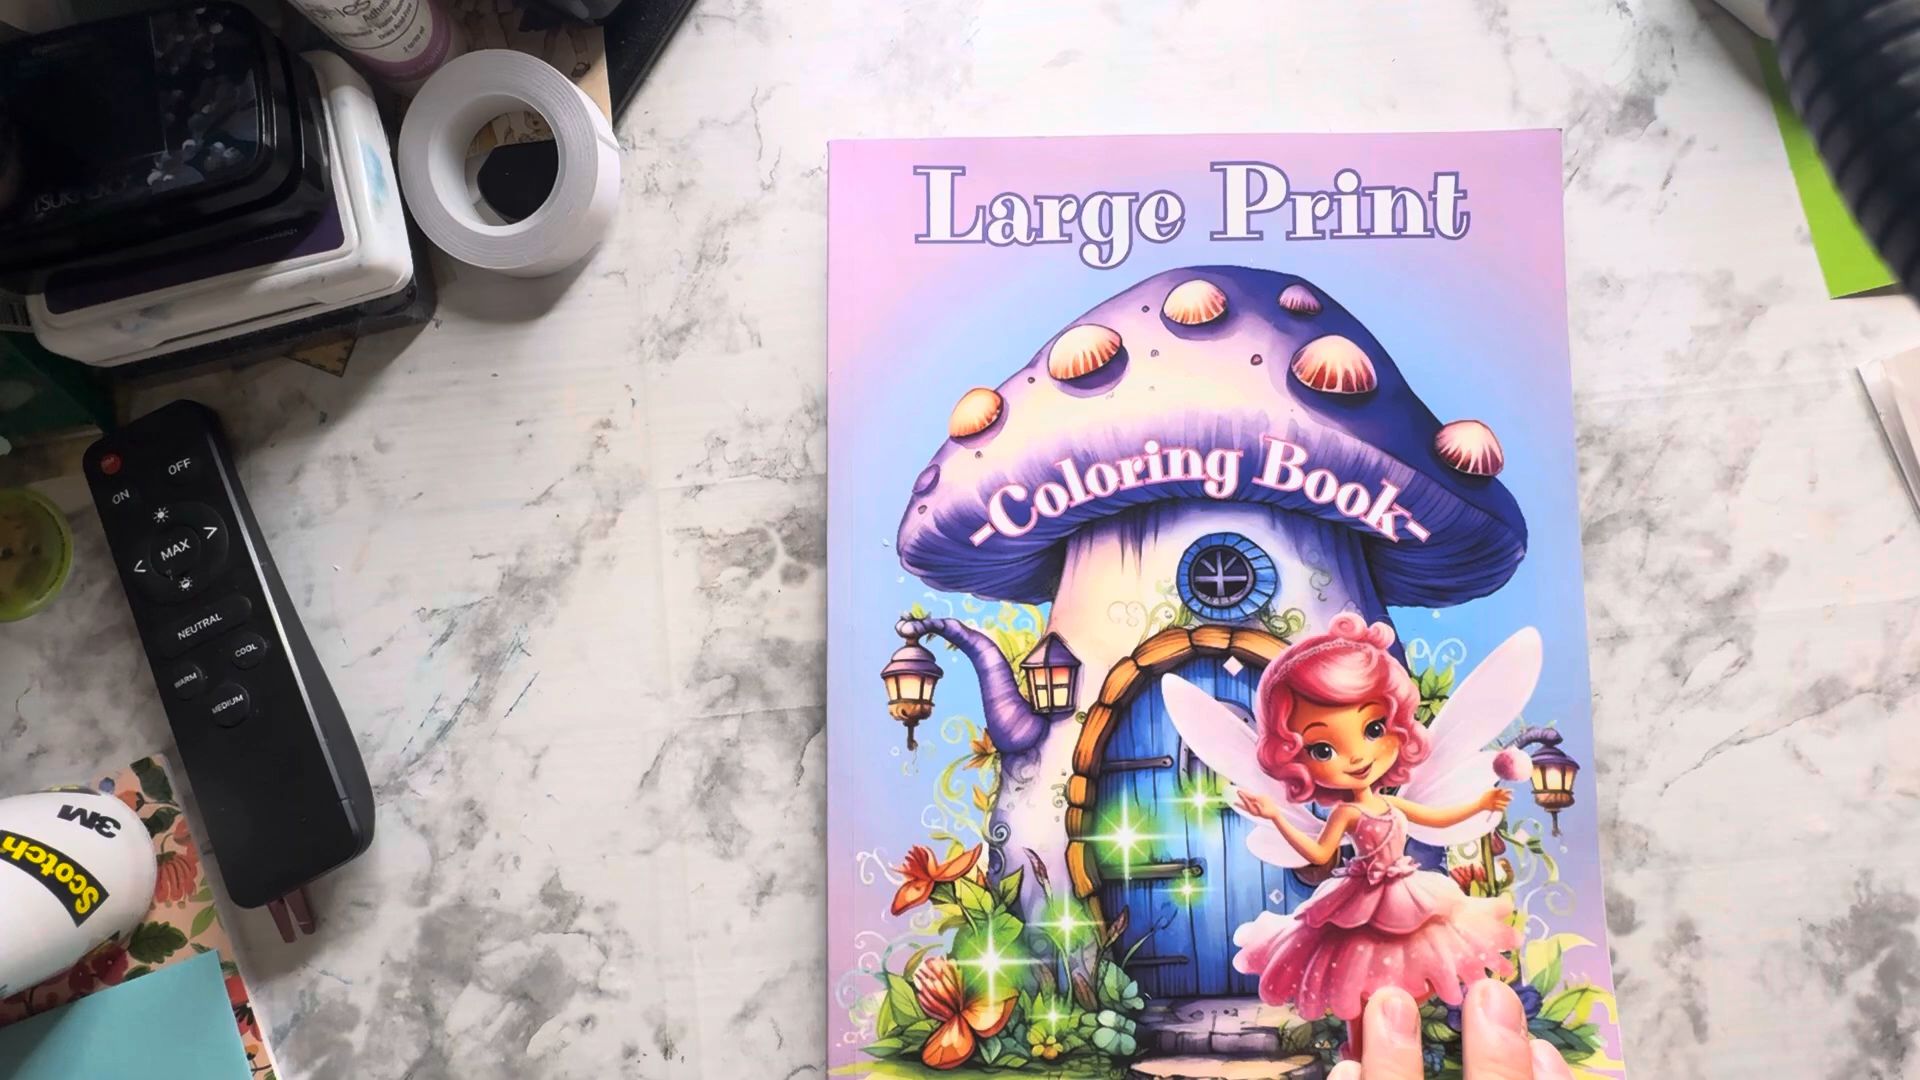 Large Print
-Coloring Book-
OFF
ON
MAX
NEUTRAL
COOL
WARM
MEDIUM
3M
Scotch